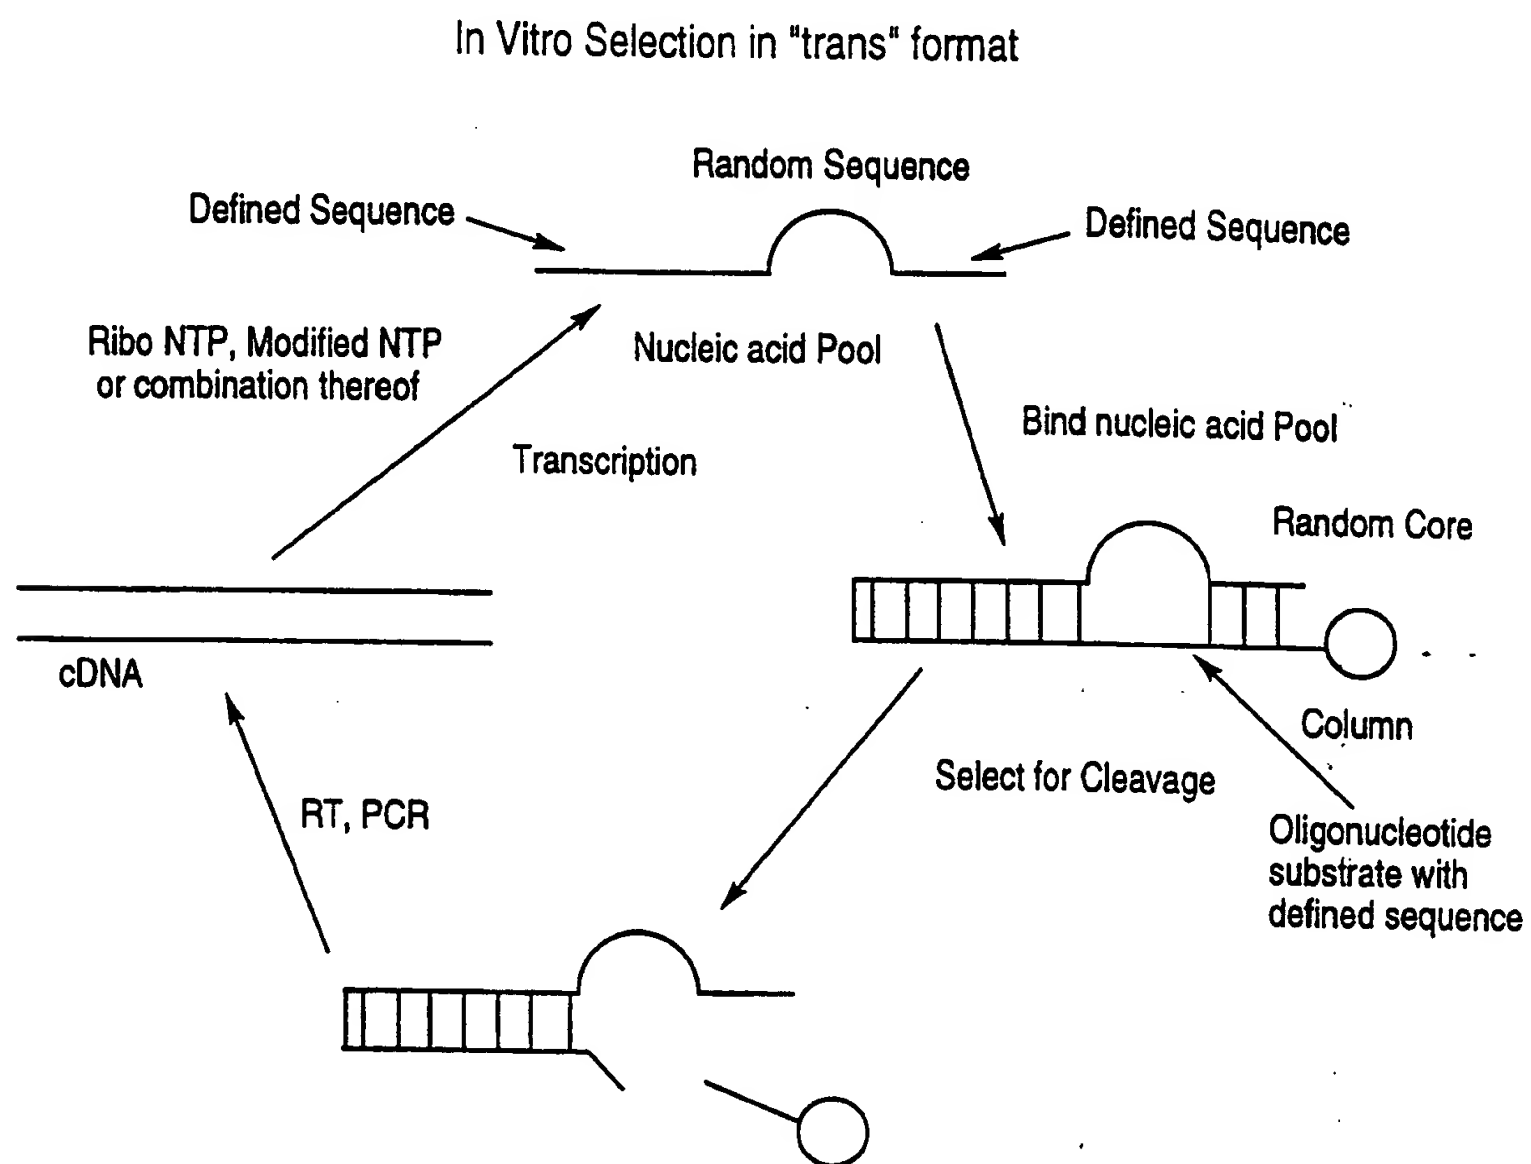 In Vitro Selection in "trans" format
Random Sequence
Defined Sequence
Defined Sequence
Ribo NTP, Modified NTP
or combination thereof
Nucleic acid Pool
Bind nucleic acid Pool
Transcription
Random Core
cDNA
Column
Select for Cleavage
RT, PCR
Oligonucleotide
substrate with
defined sequence